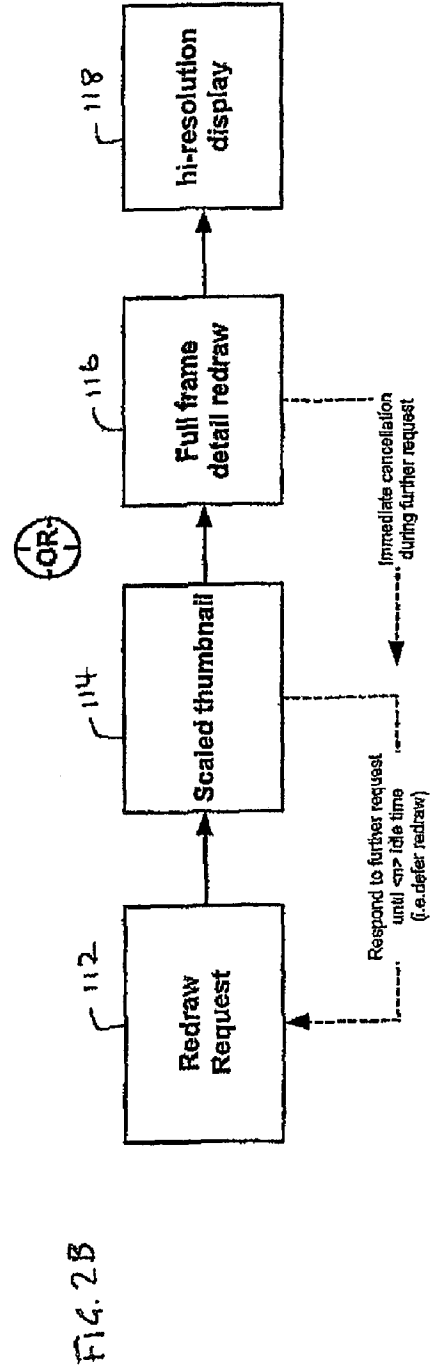 FIG. 2B
112
Redraw
Request
114
Scaled thumbnail
-OR-
116
Full frame
detail redraw
118
hi-resolution
display
Respond to further request
until <n> idle time
(i.e.defer redraw)
Immediate cancellation
during further request